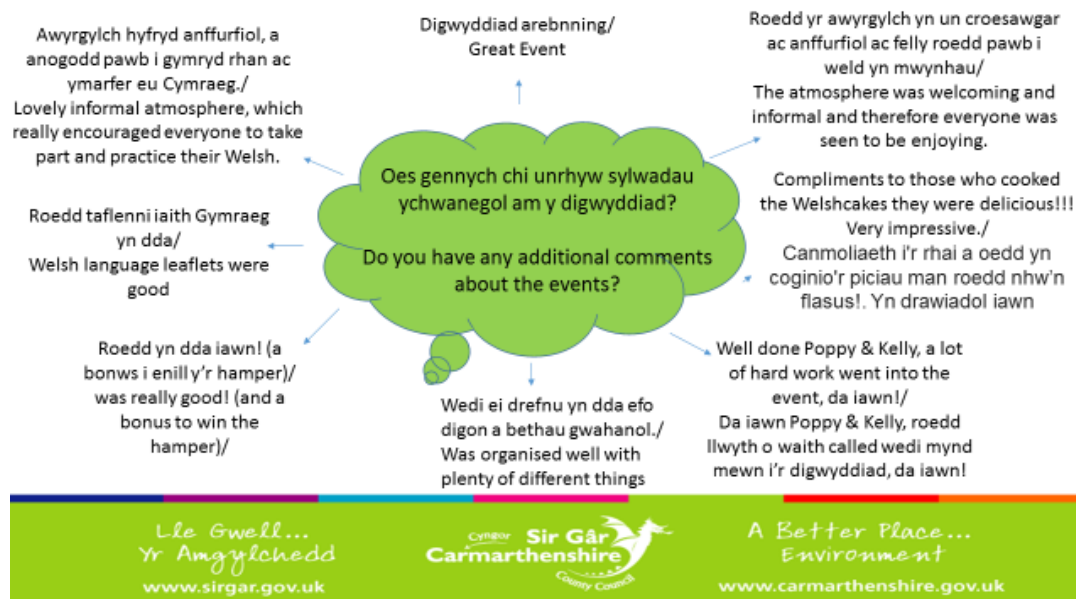 Awyrgylch hyfryd anffurfiol, a
anogodd pawb i gymryd rhan ac
ymarfer eu Cymraeg./
Lovely informal atmosphere, which
really encouraged everyone to take
part and practice their Welsh.
Digwyddiad arebnning/
Great Event
Roedd yr awyrgylch yn un croesawgar
ac anffurfiol ac felly roedd pawb i
weld yn mwynhau/
The atmosphere was welcoming and
informal and therefore everyone was
seen to be enjoying.
Oes gennych chi unrhyw sylwadau
ychwanegol am y digwyddiad?
Do you have any additional comments
about the events?
Roedd taflenni iaith Gymraeg
yn dda/
Welsh language leaflets were
good
Compliments to those who cooked
the Welshcakes they were delicious!!!
Very impressive./
Canmoliaeth i'r rhai a oedd yn
coginio'r piciau man roedd nhw'n
flasus!. Yn drawiadol iawn
Roedd yn dda iawn! (a
bonws i enill y'r hamper)/
was really good! (and a
bonus to win the
hamper)/
Wedi ei drefnu yn dda efo
digon a bethau gwahanol./
Was organised well with
plenty of different things
Well done Poppy & Kelly, a lot
of hard work went into the
event, da iawn!/
Da iawn Poppy & Kelly, roedd
llwyth o waith called wedi mynd
mewn i'r digwyddiad, da iawn!
Lle Gwell...
Yr Amgylchedd
www.sirgar.gov.uk
Cyngor Sir Gâr
Carmarthenshire
County Council
A Better Place...
Environment
www.carmarthenshire.gov.uk